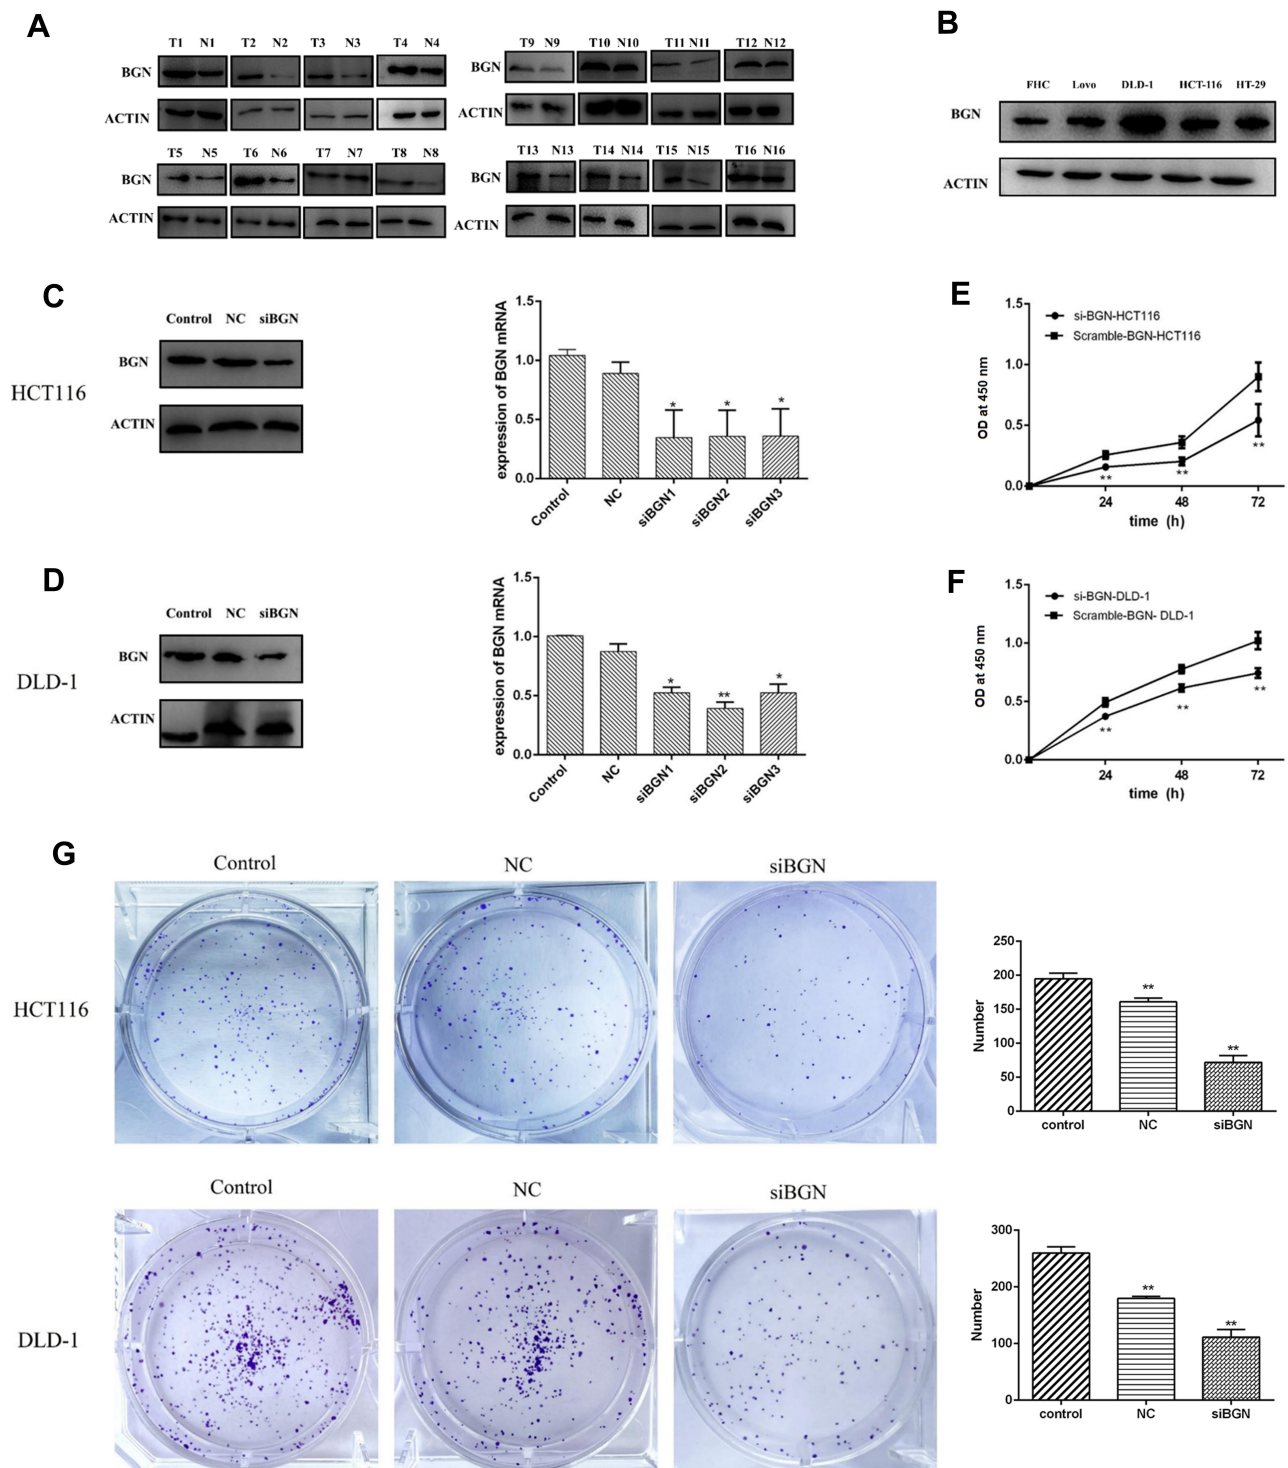 A
T1 N1 T2 N2 T3 N3 T4 N4
BGN
ACTIN
T5 N5 T6 N6 T7 N7 T8 N8
BGN
ACTIN
T9 N9 T10 N10 T11 N11 T12 N12
BGN
ACTIN
T13 N13 T14 N14 T15 N15 T16 N16
BGN
ACTIN
B
FHC Lovo DLD-1 HCT-116 HT-29
BGN
ACTIN
C
HCT116
Control NC siBGN
BGN
ACTIN
expression of BGN mRNA
1.5
1.0
0.5
0.0
Control NC siBGN1 siBGN2 siBGN3
* * *
E
OD at 450 nm
1.5
1.0
0.5
0.0
si-BGN-HCT116
Scramble-BGN-HCT116
** ** **
24 48 72
time (h)
D
DLD-1
Control NC siBGN
BGN
ACTIN
expression of BGN mRNA
1.5
1.0
0.5
0.0
* ** *
Control NC siBGN1 siBGN2 siBGN3
F
OD at 450 nm
1.5
1.0
0.5
0.0
si-BGN-DLD-1
Scramble-BGN- DLD-1
** ** **
24 48 72
time (h)
G
Control NC siBGN
HCT116
Number
250
200
150
100
50
0
** **
control NC siBGN
Control NC siBGN
DLD-1
Number
300
200
100
0
** **
control NC siBGN